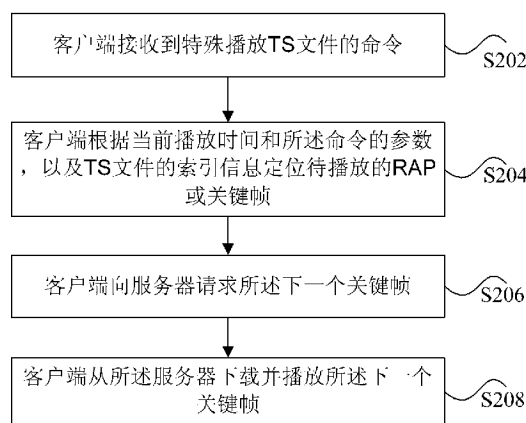 客户端接收到特殊播放TS文件的命令
S202
客户端根据当前播放时间和所述命令的参数
，以及TS文件的索引信息定位待播放的RAP
或关键帧
S204
客户端向服务器请求所述下一个关键帧
S206
客户端从所述服务器下载并播放所述下一个
关键帧
S208